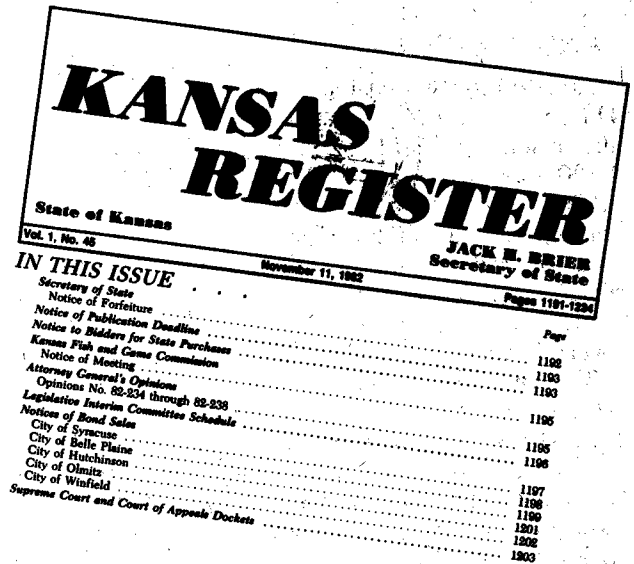 KANSAS
REGISTER
State of Kansas
JACK H. BRIER
Secretary of State
Vol. 1, No. 45 November 11, 1982 Pages 1191-1234
IN THIS ISSUE . . .
Page
Secretary of State
Notice of Forfeiture ........ 1192
Notice of Publication Deadline ........ 1193
Notice to Bidders for State Purchases ........ 1193
Kansas Fish and Game Commission
Notice of Meeting ........ 1195
Attorney General's Opinions
Opinions No. 82-234 through 82-238 ........ 1195
Legislative Interim Committee Schedule ........ 1196
Notices of Bond Sales
City of Syracuse ........ 1197
City of Belle Plaine ........ 1198
City of Hutchinson ........ 1199
City of Olmitz ........ 1201
City of Winfield ........ 1202
Supreme Court and Court of Appeals Dockets ........ 1203